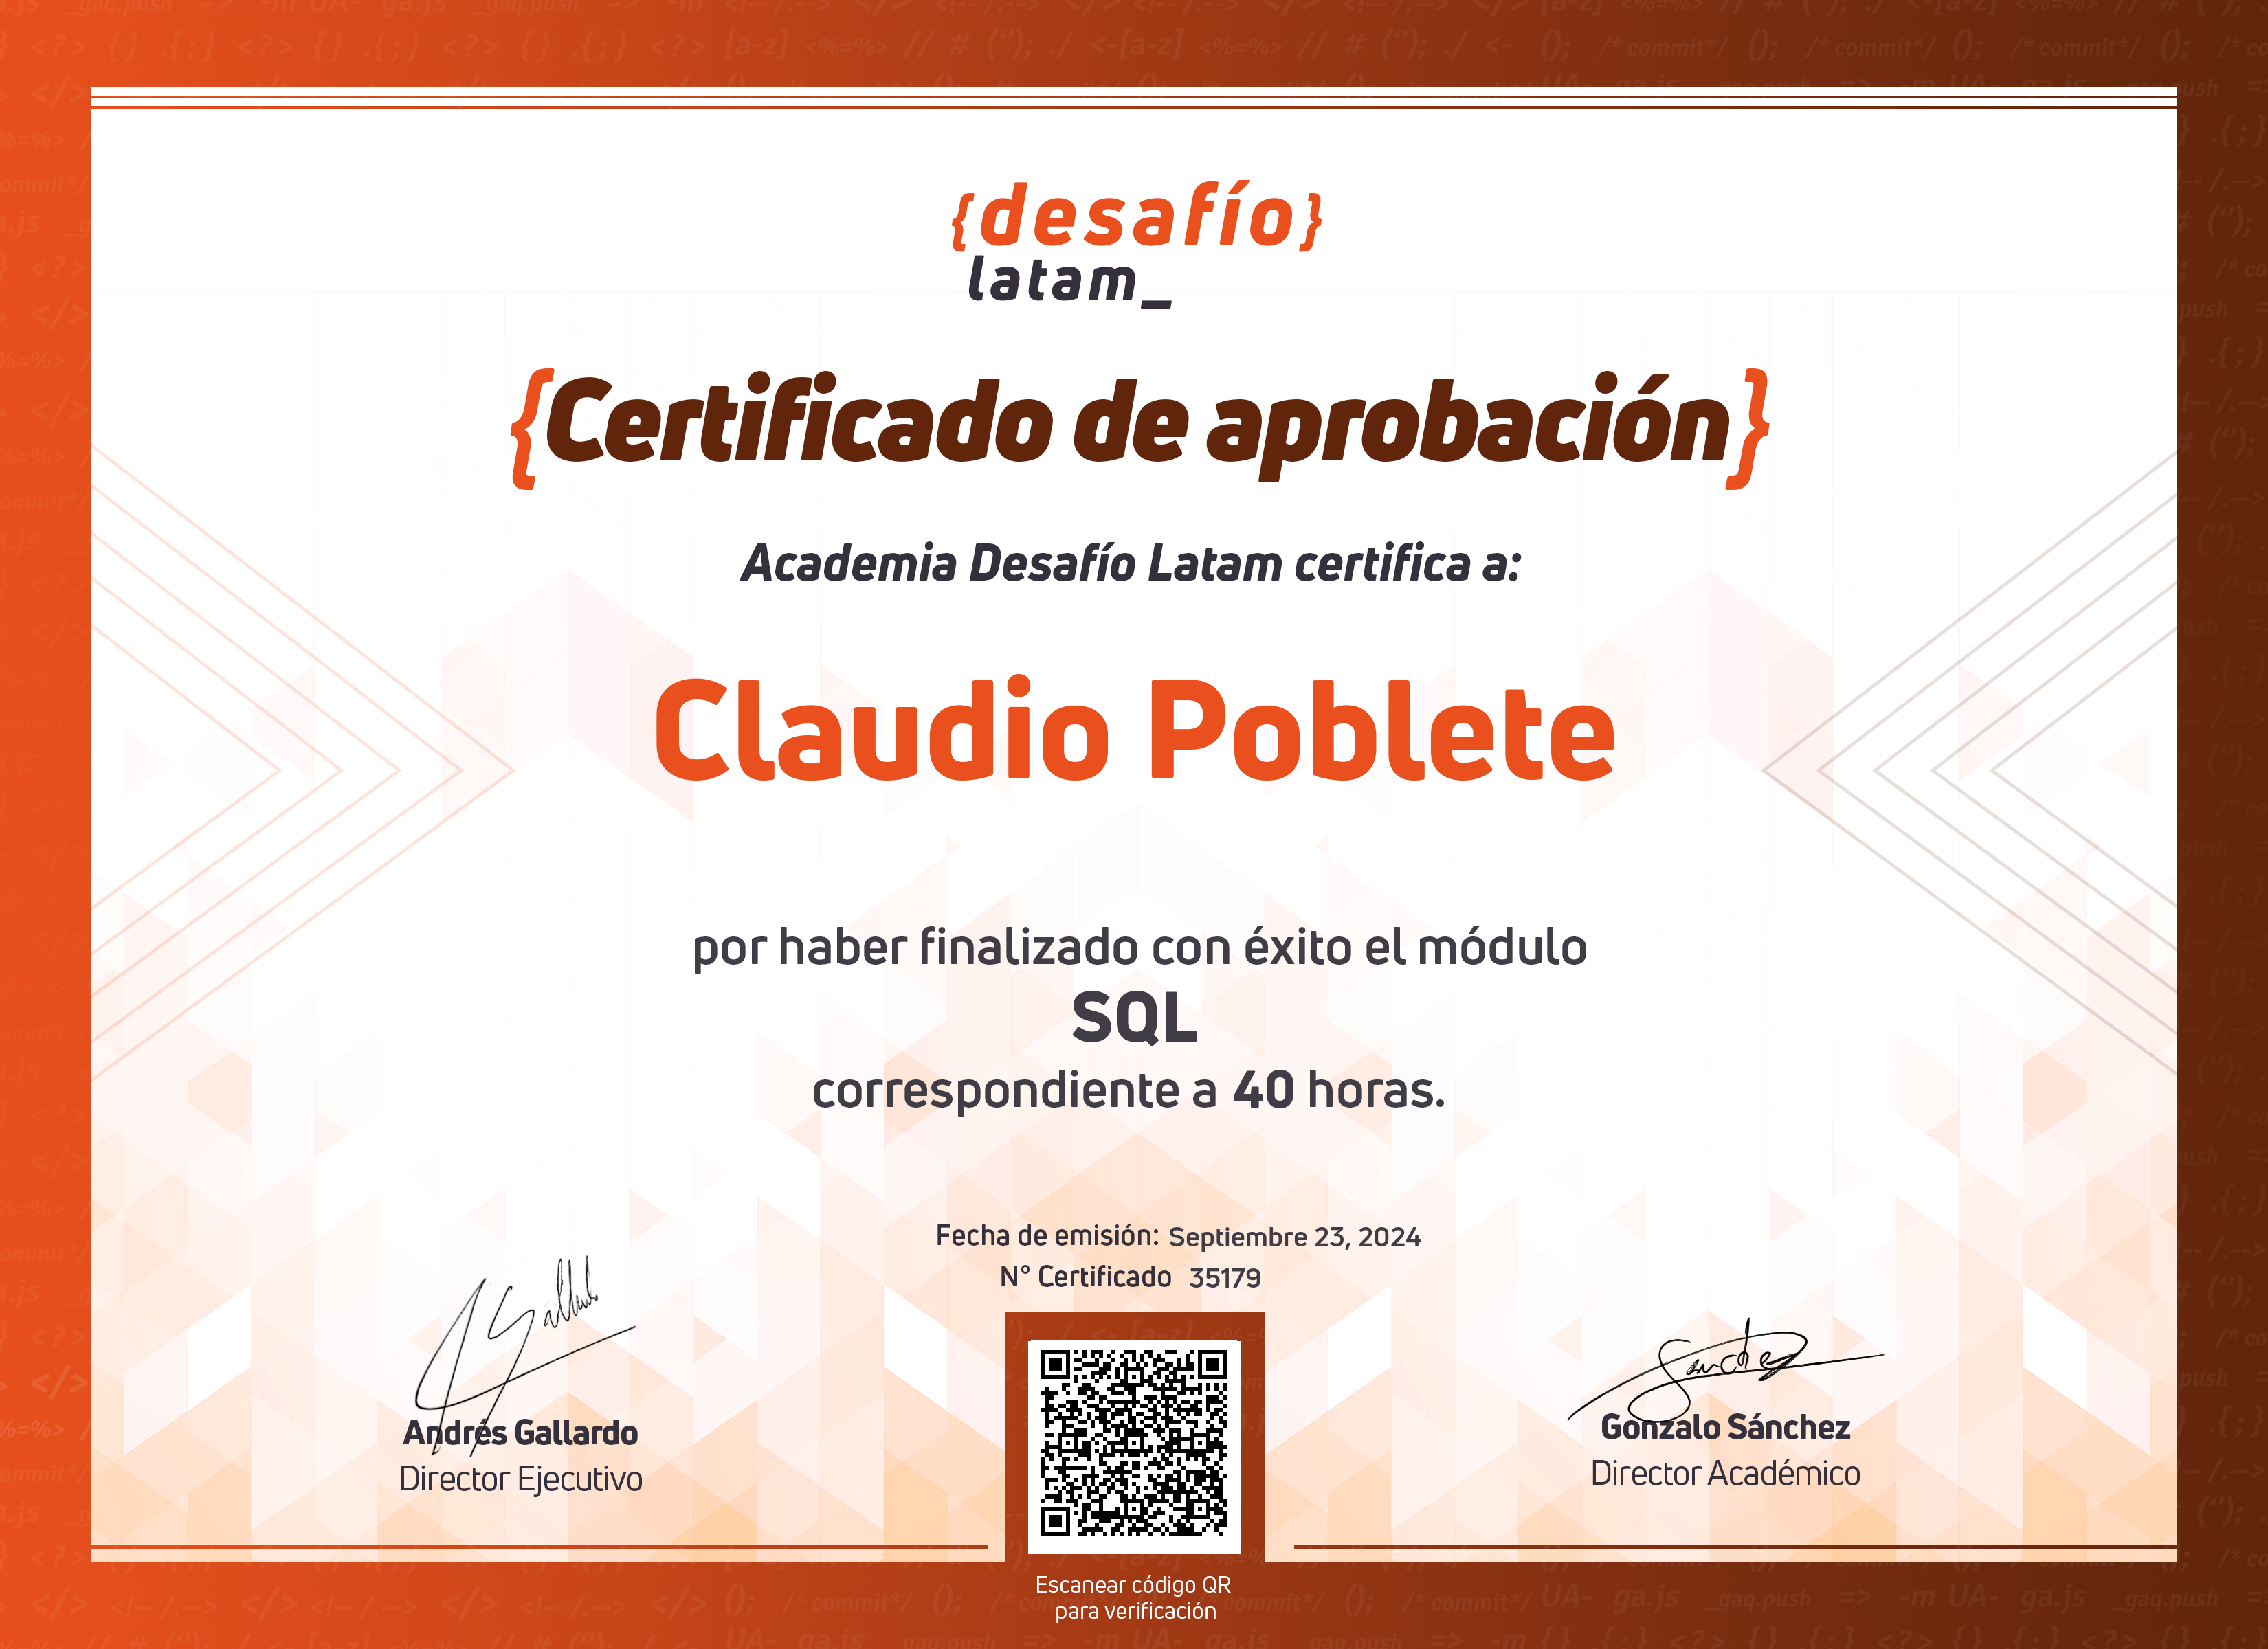 {desafío}
latam_
{Certificado de aprobación}
Academia Desafío Latam certifica a:
Claudio Poblete
por haber finalizado con éxito el módulo
SQL
correspondiente a 40 horas.
Fecha de emisión: Septiembre 23, 2024
N° Certificado 35179
Andrés Gallardo
Director Ejecutivo
Gonzalo Sánchez
Director Académico
Escanear código QR
para verificación